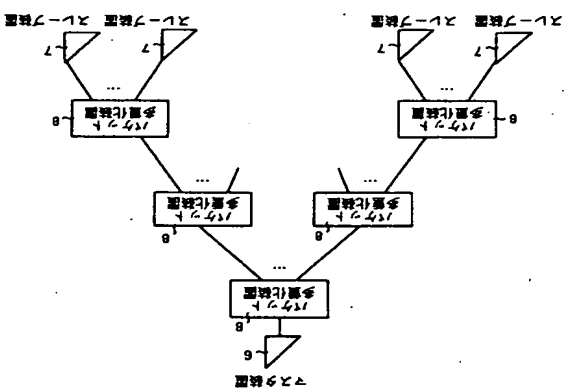 マスタ装置
9
8
パケット
多重化装置
…
8
パケット
多重化装置
…
8
パケット
多重化装置
…
8
パケット
多重化装置
…
8
パケット
多重化装置
…
7
7
7
7
スレーブ装置
スレーブ装置
スレーブ装置
スレーブ装置